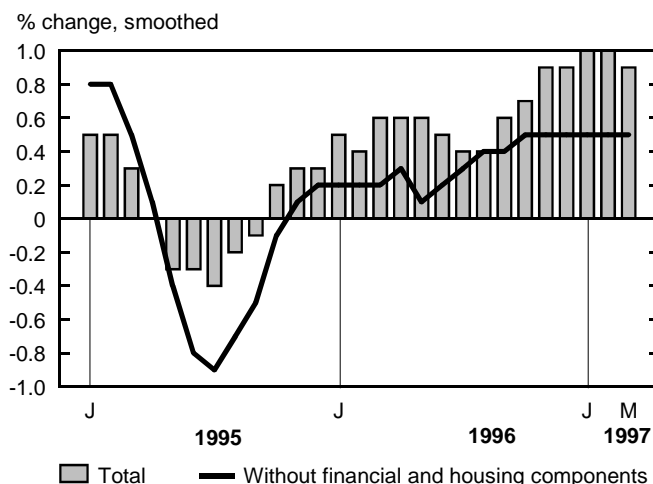 % change, smoothed
1.0
0.8
0.6
0.4
0.2
0
-0.2
-0.4
-0.6
-0.8
-1.0
J J J M
1995 1996 1997
Total Without financial and housing components